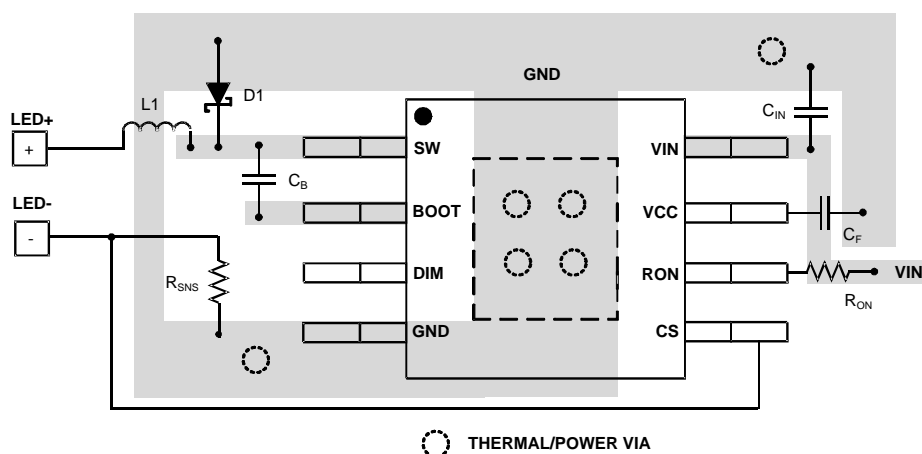 GND
D1
L1
LED+
+
C_IN
SW
VIN
C_B
LED-
BOOT
VCC
-
C_F
DIM
RON
VIN
R_SNS
R_ON
GND
CS
THERMAL/POWER VIA